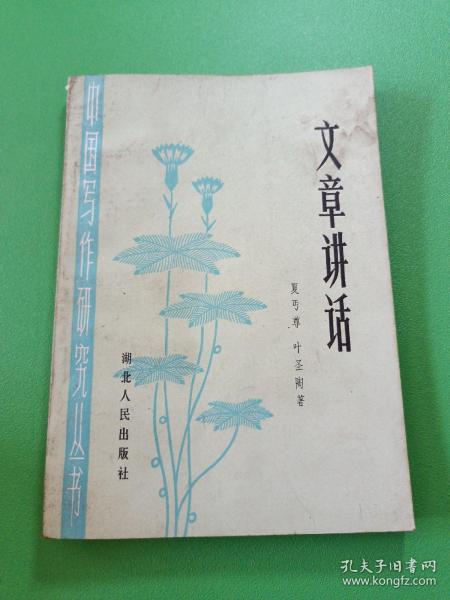 文章讲话
夏丏尊 叶圣陶著
湖北人民出版社
中国写作研究丛书
孔夫子旧书网
www.kongfz.com